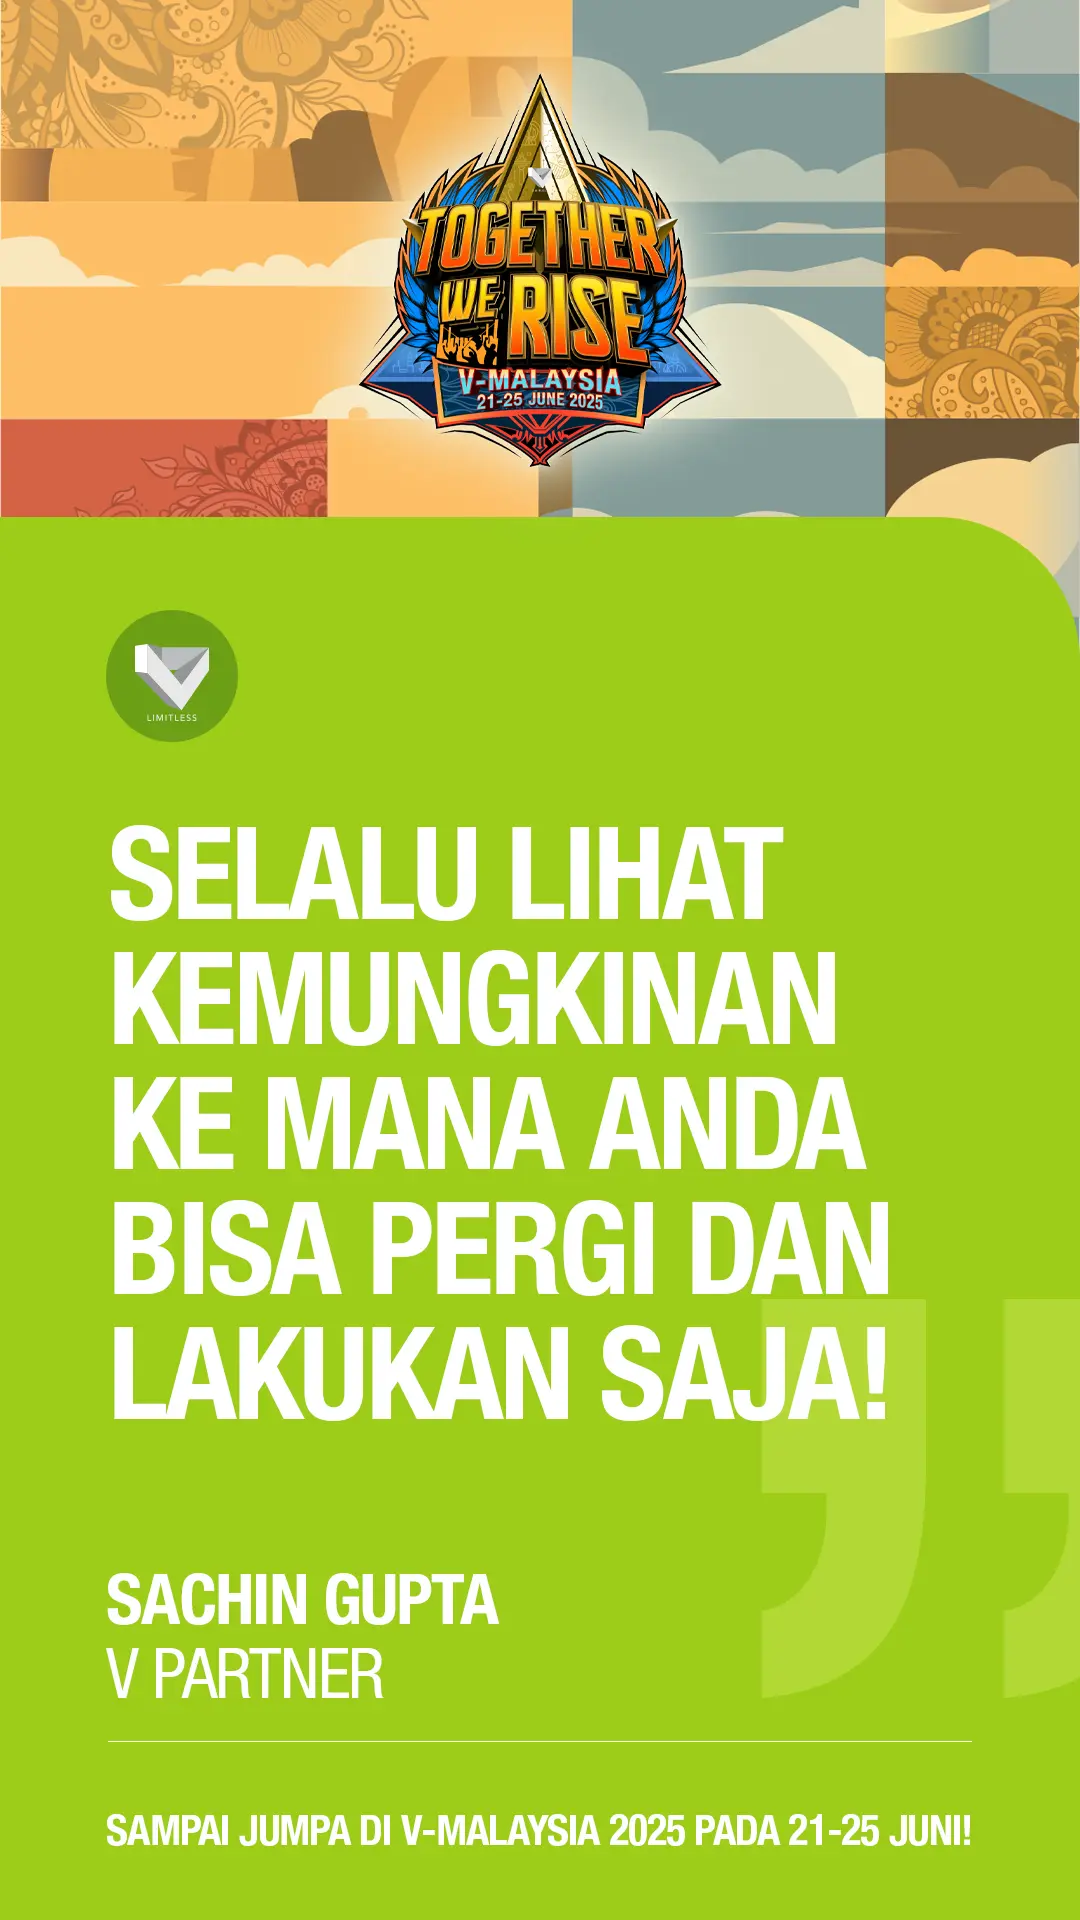 TOGETHER
WE RISE
V-MALAYSIA
21-25 JUNE 2025
LIMITLESS
SELALU LIHAT
KEMUNGKINAN
KE MANA ANDA
BISA PERGI DAN
LAKUKAN SAJA!
SACHIN GUPTA
V PARTNER
SAMPAI JUMPA DI V-MALAYSIA 2025 PADA 21-25 JUNI!